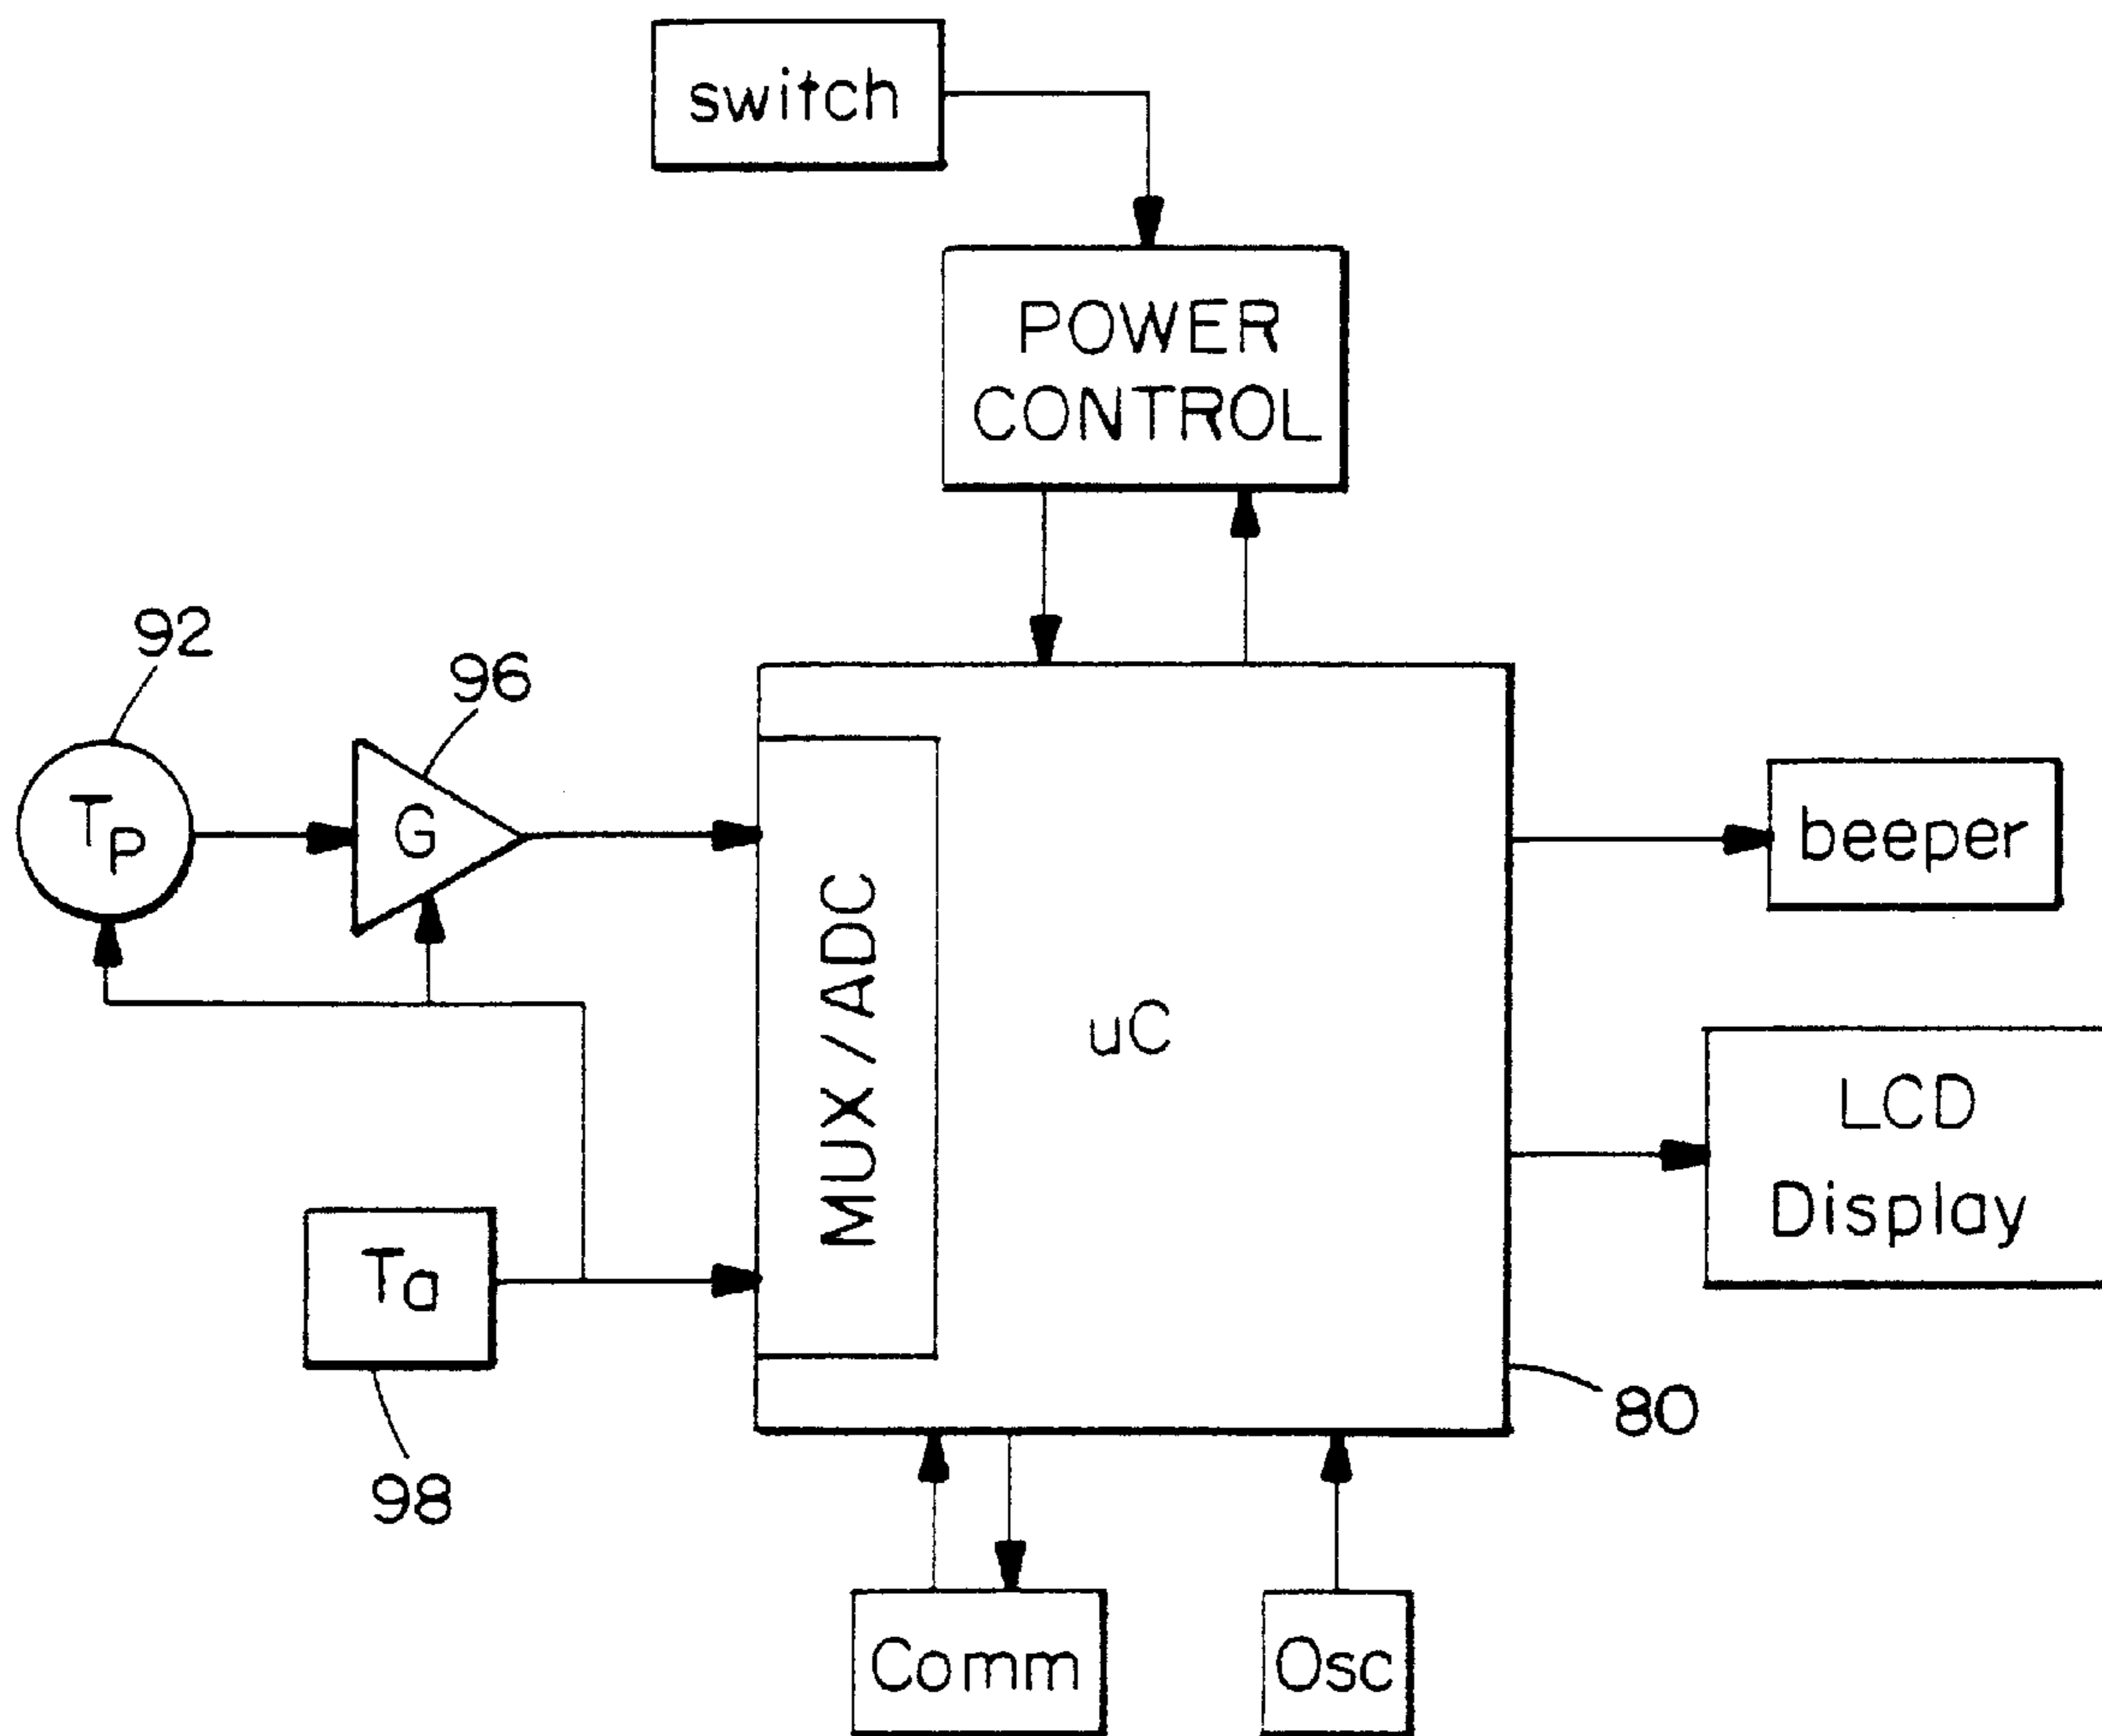 switch
POWER
CONTROL
92
96
TP
G
MUX/ADC
uC
beeper
LCD
Display
Ta
80
98
Comm
Osc